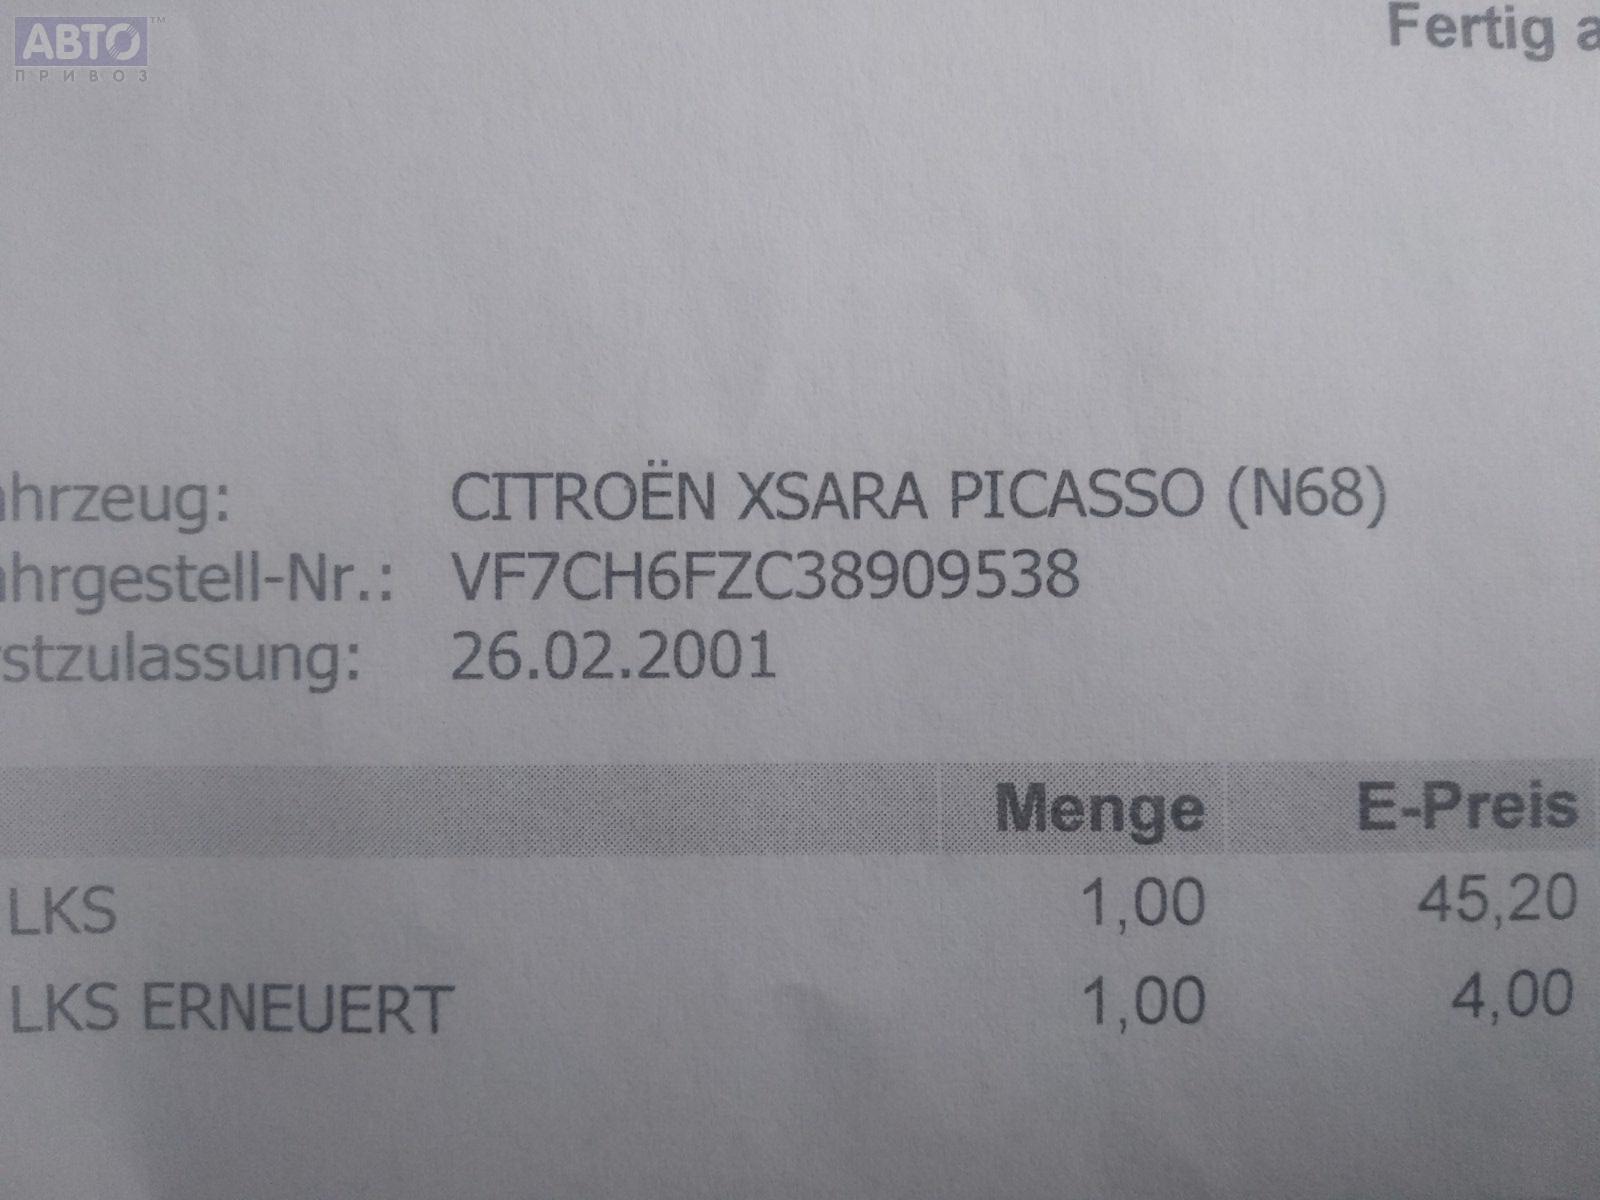 АВТО™
ПРИВОЗ
Fertig a
ahrzeug: CITROËN XSARA PICASSO (N68)
ahrgestell-Nr.: VF7CH6FZC38909538
rstzulassung: 26.02.2001
Menge E-Preis
LKS 1,00 45,20
LKS ERNEUERT 1,00 4,00